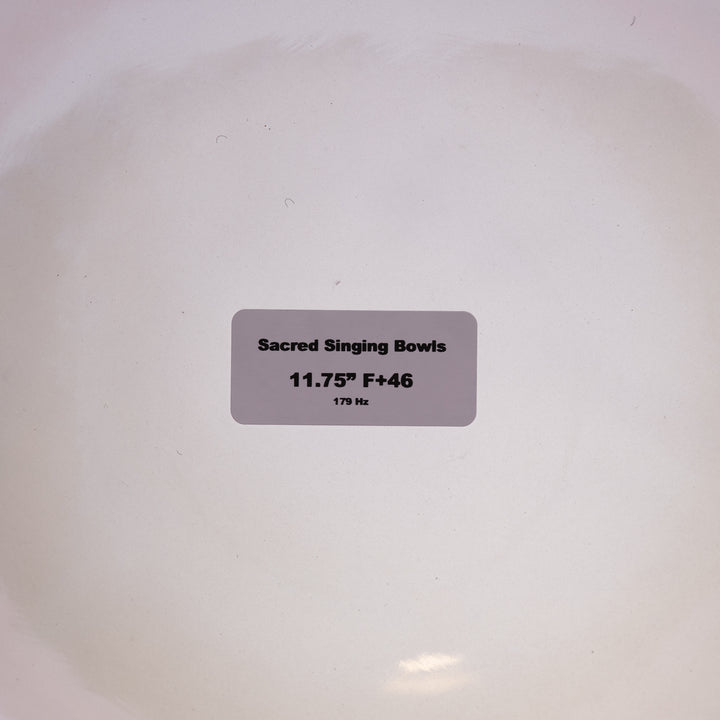 Sacred Singing Bowls
11.75” F+46
179 Hz